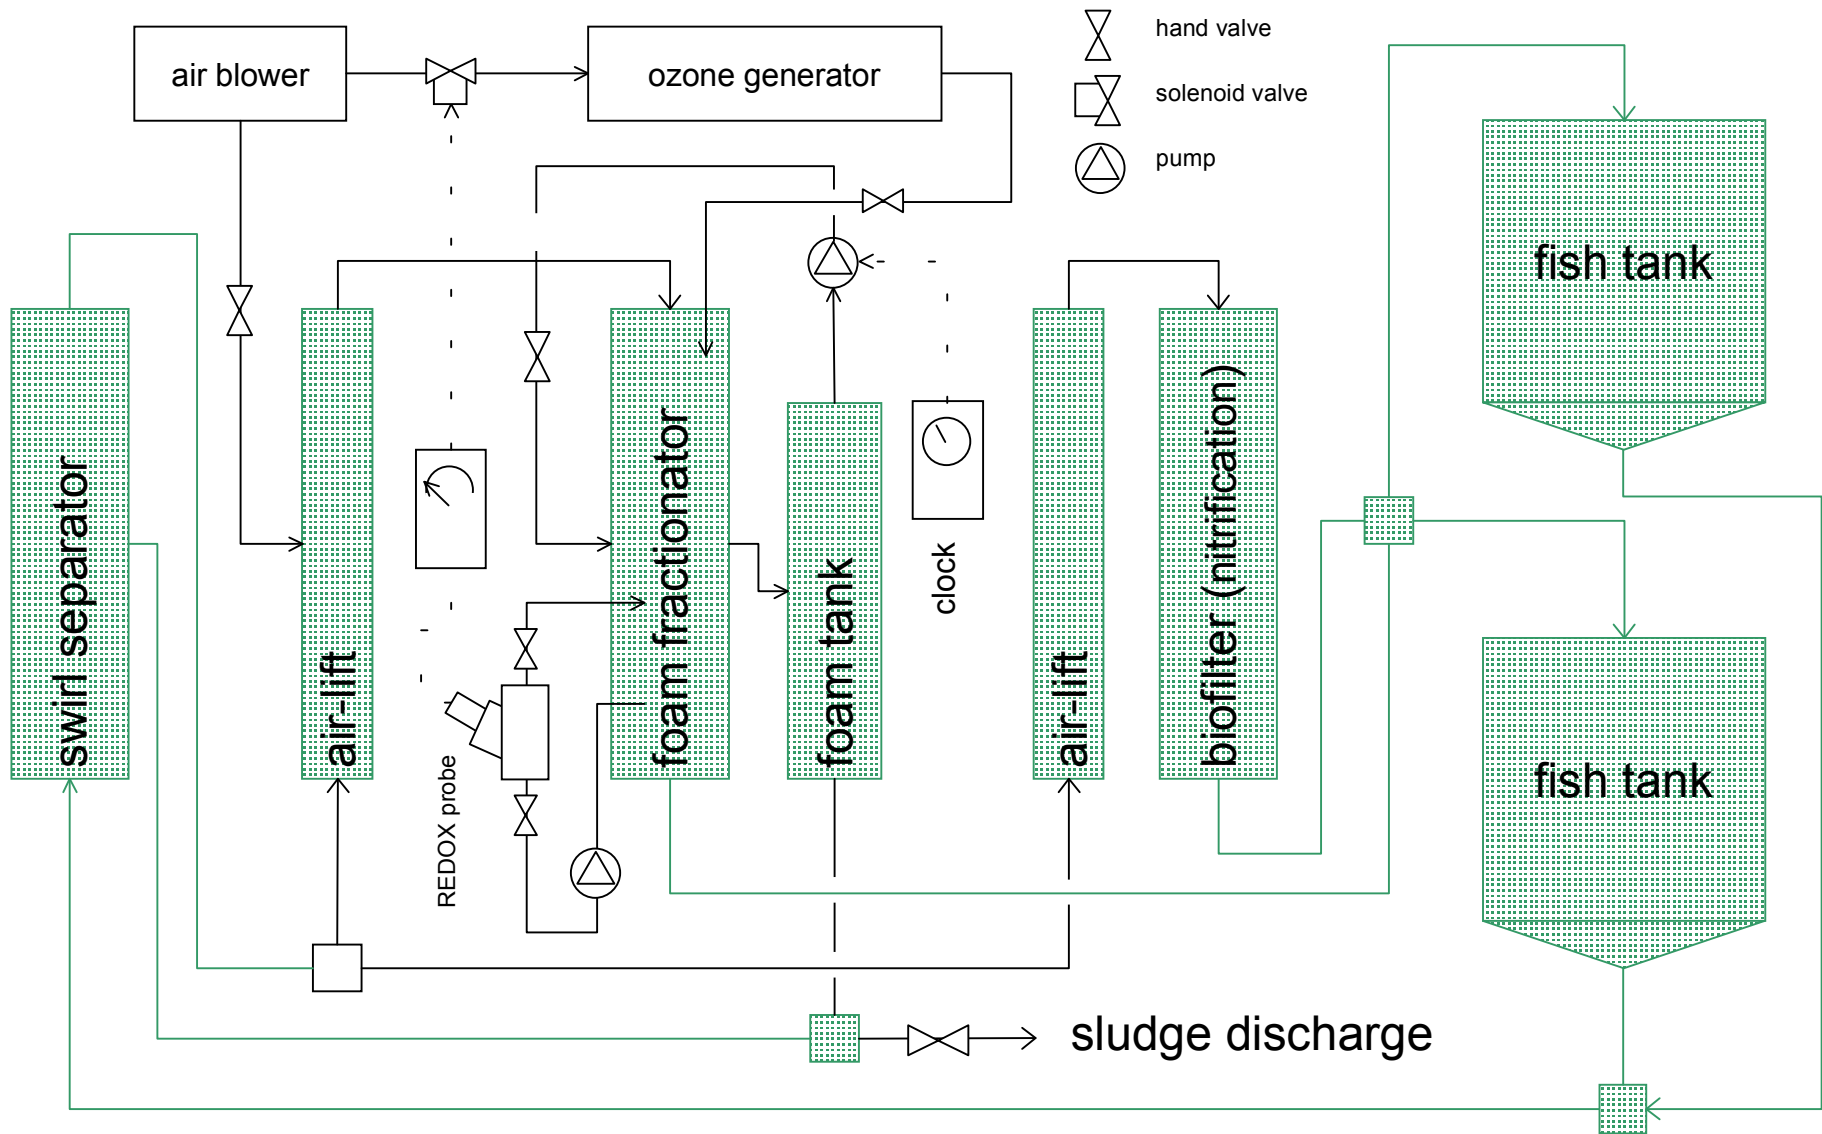 hand valve
air blower
ozone generator
solenoid valve
pump
fish tank
swirl separator
air-lift
REDOX probe
foam fractionator
foam tank
clock
air-lift
biofilter (nitrification)
fish tank
sludge discharge